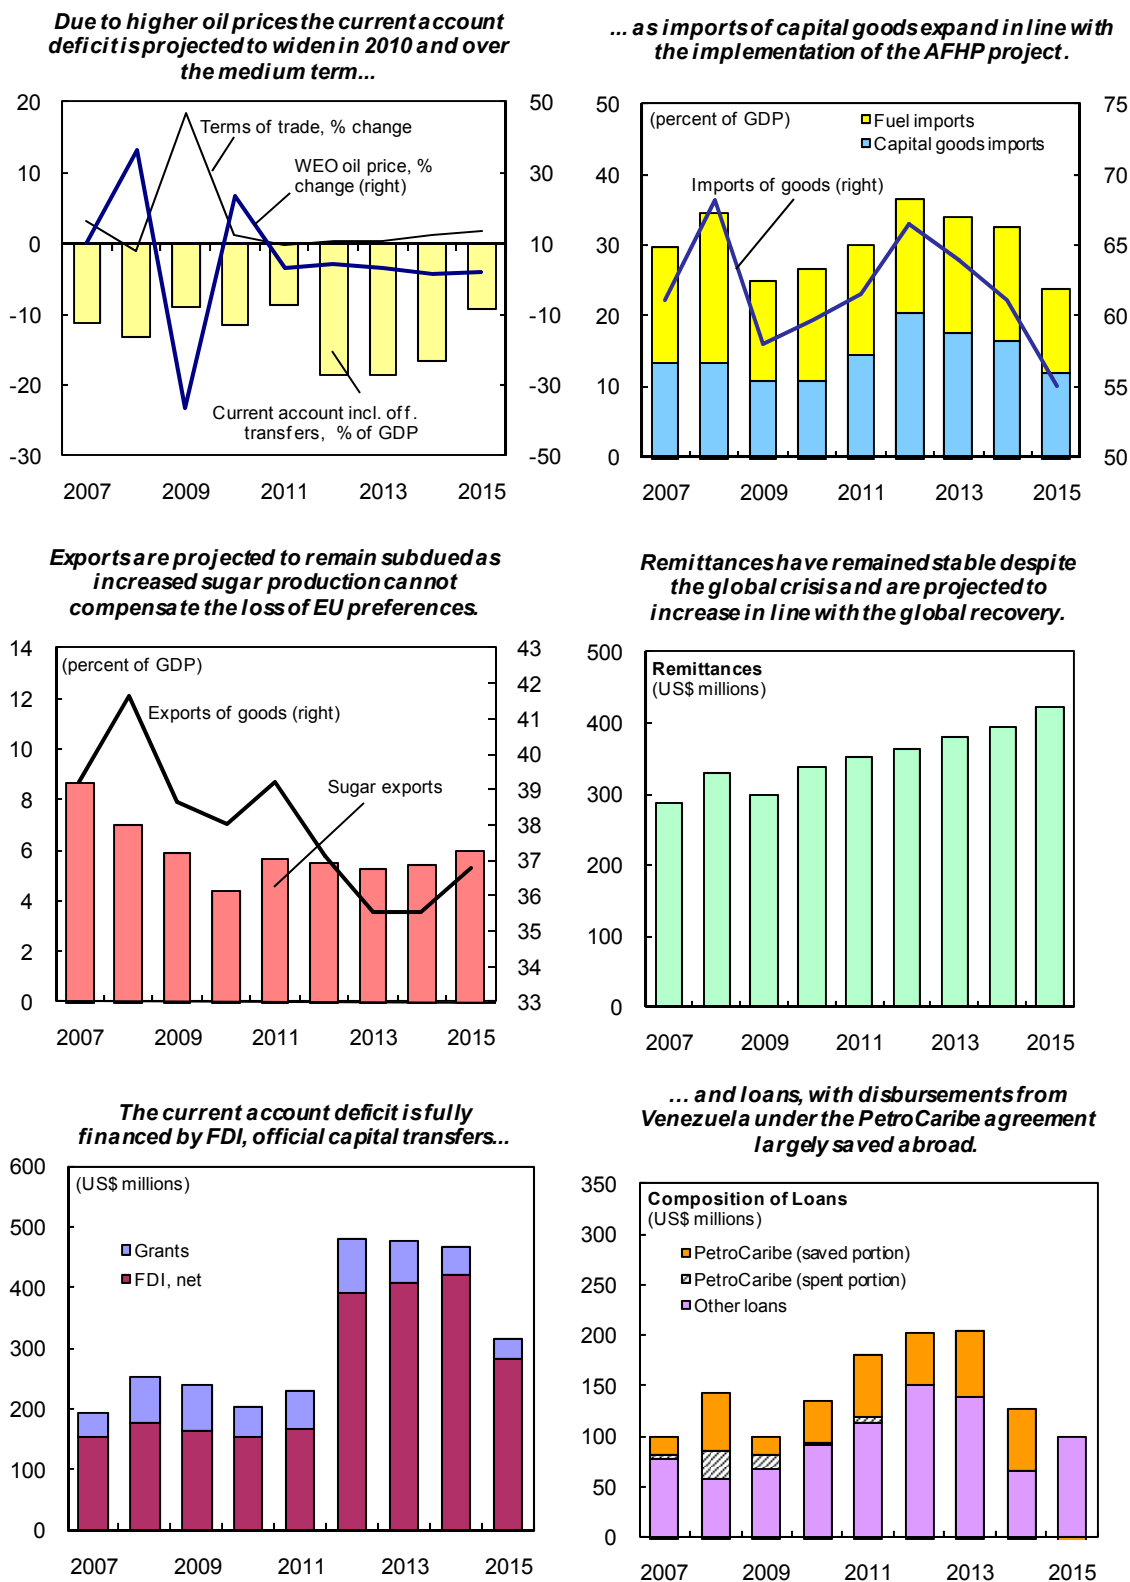 Due to higher oil prices the current account
deficit is projected to widen in 2010 and over
the medium term...
20
10
0
-10
-20
-30
50
30
10
-10
-30
-50
Terms of trade, % change
WEO oil price, %
change (right)
Current account incl. off.
transfers, % of GDP
2007
2009
2011
2013
2015
... as imports of capital goods expand in line with
the implementation of the AFHP project.
50
40
30
20
10
0
75
70
65
60
55
50
(percent of GDP)
Fuel imports
Capital goods imports
Imports of goods (right)
2007
2009
2011
2013
2015
Exports are projected to remain subdued as
increased sugar production cannot
compensate the loss of EU preferences.
14
12
10
8
6
4
2
0
43
42
41
40
39
38
37
36
35
34
33
(percent of GDP)
Exports of goods (right)
Sugar exports
2007
2009
2011
2013
2015
Remittances have remained stable despite
the global crisis and are projected to
increase in line with the global recovery.
500
400
300
200
100
0
Remittances
(US$ millions)
2007
2009
2011
2013
2015
The current account deficit is fully
financed by FDI, official capital transfers...
600
500
400
300
200
100
0
(US$ millions)
Grants
FDI, net
2007
2009
2011
2013
2015
... and loans, with disbursements from
Venezuela under the PetroCaribe agreement
largely saved abroad.
350
300
250
200
150
100
50
0
Composition of Loans
(US$ millions)
PetroCaribe (saved portion)
PetroCaribe (spent portion)
Other loans
2007
2009
2011
2013
2015